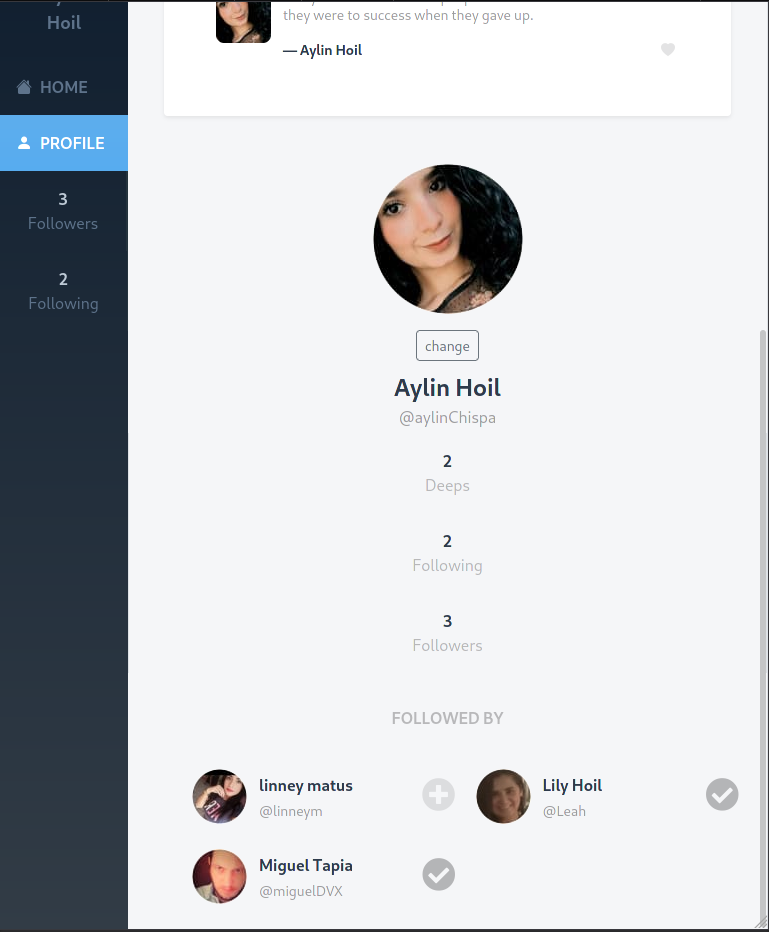 Hoil
HOME
PROFILE
3
Followers
2
Following
they were to success when they gave up.
— Aylin Hoil
change
Aylin Hoil
@aylinChispa
2
Deeps
2
Following
3
Followers
FOLLOWED BY
linney matus
@linneym
Lily Hoil
@Leah
Miguel Tapia
@miguelDVX